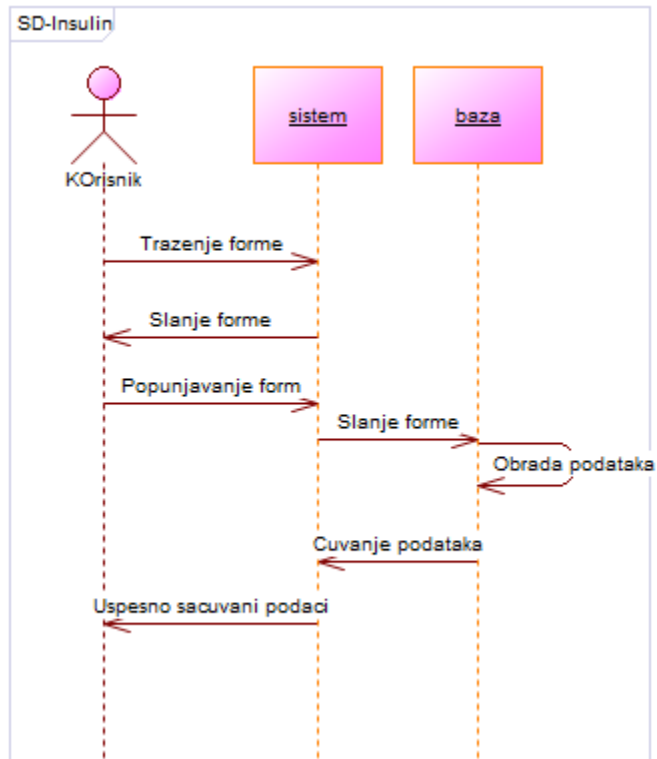 SD-Insulin
sistem
baza
KOrisnik
Trazenje forme
Slanje forme
Popunjavanje form
Slanje forme
Obrada podataka
Cuvanje podataka
Uspesno sacuvani podaci